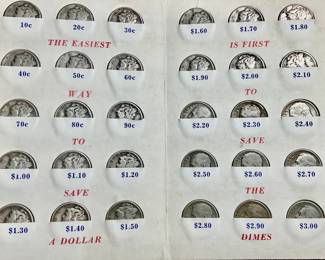 10c 20c 30c
THE EASIEST
40c 50c 60c
WAY
70c 80c 90c
TO
$1.00 $1.10 $1.20
SAVE
$1.30 $1.40 $1.50
A DOLLAR
$1.60 $1.70 $1.80
IS FIRST
$1.90 $2.00 $2.10
TO
$2.20 $2.30 $2.40
SAVE
$2.50 $2.60 $2.70
THE
$2.80 $2.90 $3.00
DIMES